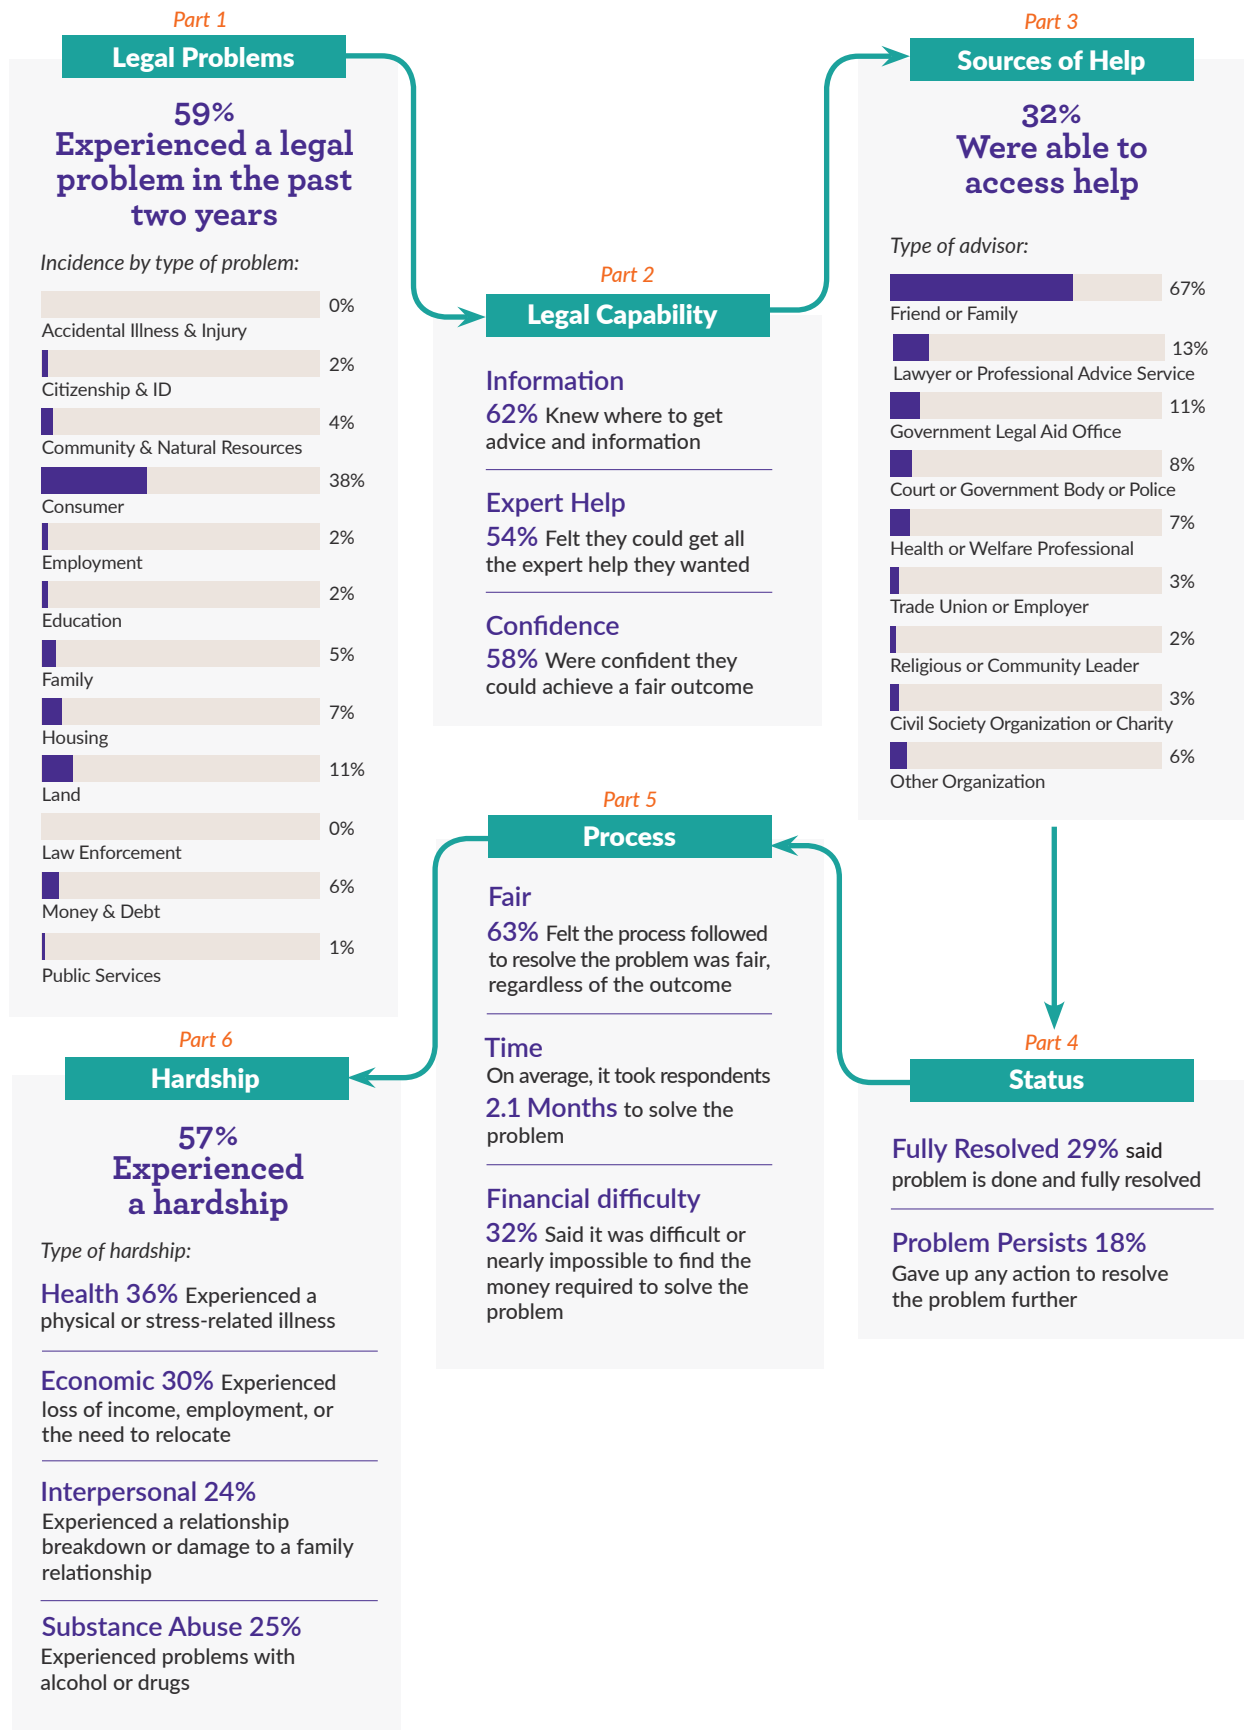 Part 1
Legal Problems
59%
Experienced a legal
problem in the past
two years
Incidence by type of problem:
0%
Accidental Illness & Injury
2%
Citizenship & ID
4%
Community & Natural Resources
38%
Consumer
2%
Employment
2%
Education
5%
Family
7%
Housing
11%
Land
0%
Law Enforcement
6%
Money & Debt
1%
Public Services
Part 2
Legal Capability
Information
62% Knew where to get
advice and information
Expert Help
54% Felt they could get all
the expert help they wanted
Confidence
58% Were confident they
could achieve a fair outcome
Part 3
Sources of Help
32%
Were able to
access help
Type of advisor:
67%
Friend or Family
13%
Lawyer or Professional Advice Service
11%
Government Legal Aid Office
8%
Court or Government Body or Police
7%
Health or Welfare Professional
3%
Trade Union or Employer
2%
Religious or Community Leader
3%
Civil Society Organization or Charity
6%
Other Organization
Part 4
Status
Fully Resolved 29% said
problem is done and fully resolved
Problem Persists 18%
Gave up any action to resolve
the problem further
Part 5
Process
Fair
63% Felt the process followed
to resolve the problem was fair,
regardless of the outcome
Time
On average, it took respondents
2.1 Months to solve the
problem
Financial difficulty
32% Said it was difficult or
nearly impossible to find the
money required to solve the
problem
Part 6
Hardship
57%
Experienced
a hardship
Type of hardship:
Health 36% Experienced a
physical or stress-related illness
Economic 30% Experienced
loss of income, employment, or
the need to relocate
Interpersonal 24%
Experienced a relationship
breakdown or damage to a family
relationship
Substance Abuse 25%
Experienced problems with
alcohol or drugs